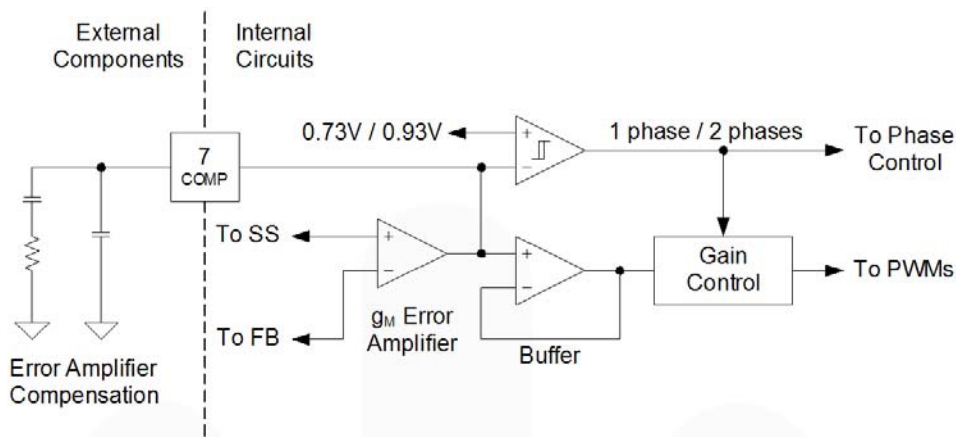 External
Components
Internal
Circuits
0.73V / 0.93V
+
−
1 phase / 2 phases
To Phase
Control
7
COMP
To SS
+
−
+
−
Gain
Control
To PWMs
To FB
gM Error
Amplifier
Buffer
Error Amplifier
Compensation